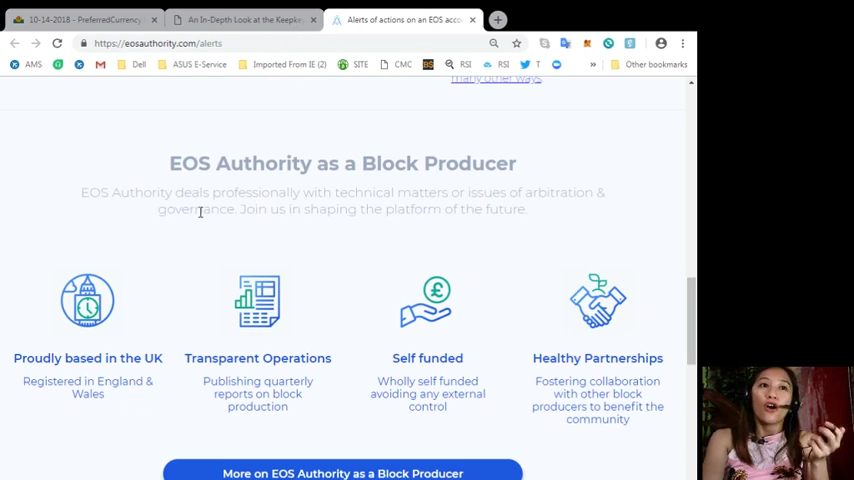 10-14-2018 - PreferredCurrency.
An In-Depth Look at the Keepke
Alerts of actions on an EOS acco
https://eosauthority.com/alerts
AMS
Dell
ASUS E-Service
Imported From IE (2)
SITE
CMC
BS
RSI
RSI
T
»
Other bookmarks
many other ways.
EOS Authority as a Block Producer
EOS Authority deals professionally with technical matters or issues of arbitration &
governance. Join us in shaping the platform of the future.
Proudly based in the UK
Registered in England &
Wales
Transparent Operations
Publishing quarterly
reports on block
production
Self funded
Wholly self funded
avoiding any external
control
Healthy Partnerships
Fostering collaboration
with other block
producers to benefit the
community
More on EOS Authority as a Block Producer